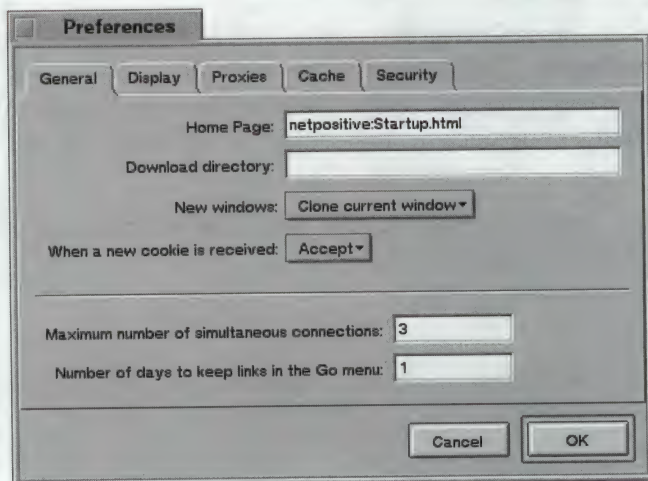 Preferences
General Display Proxies Cache Security
Home Page: netpositive:Startup.html
Download directory:
New windows: Clone current window
When a new cookie is received: Accept
Maximum number of simultaneous connections: 3
Number of days to keep links in the Go menu: 1
Cancel OK